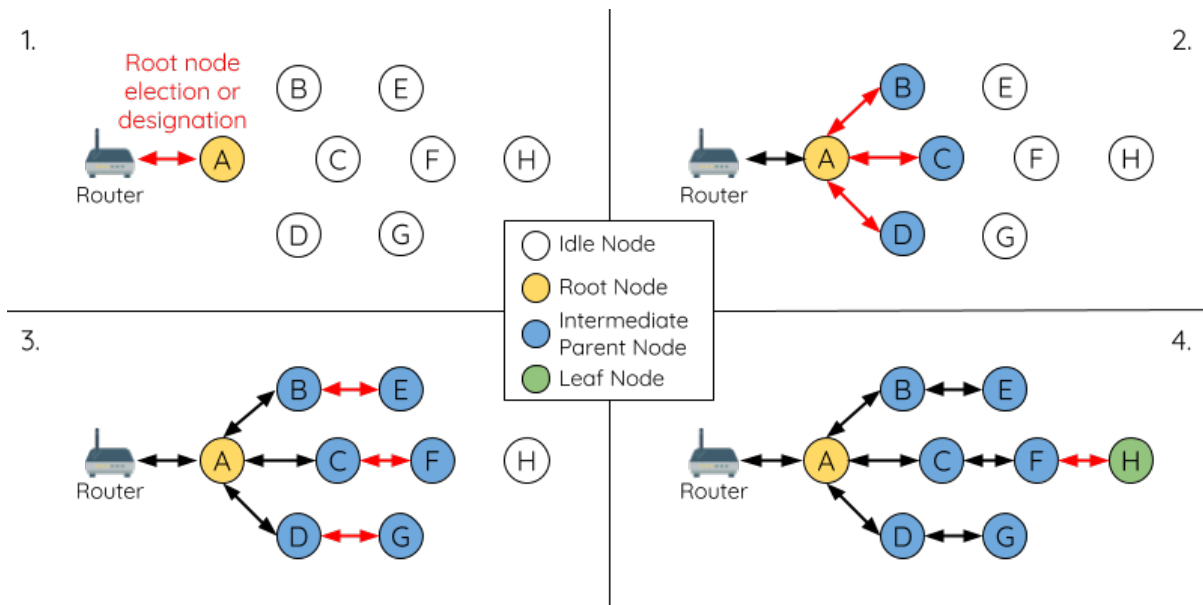 1.
Root node
election or
designation
Router
A
B
E
C
F
H
D
G
2.
B
E
A
C
F
H
Router
D
G
Idle Node
Root Node
Intermediate
Parent Node
Leaf Node
3.
B
E
A
C
F
H
Router
D
G
4.
B
E
A
C
F
H
Router
D
G